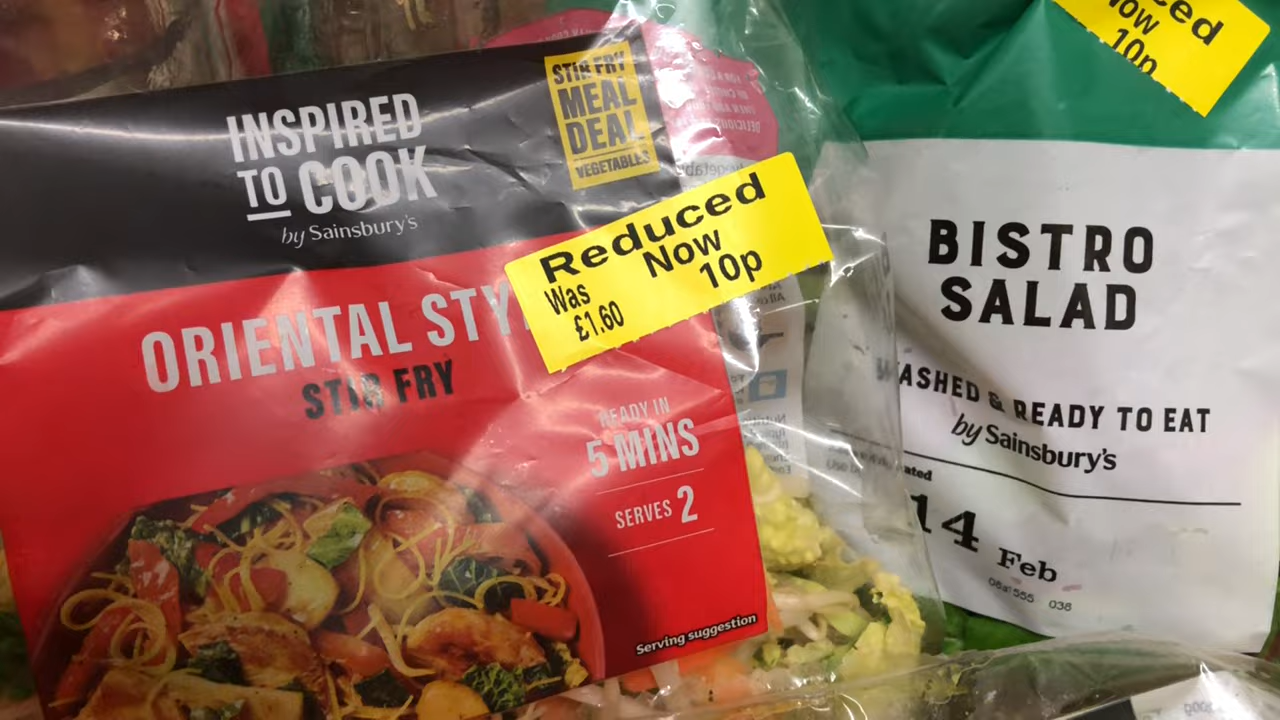 INSPIRED
TO COOK
by Sainsbury's
STIR FRY
MEAL
DEAL
VEGETABLES
Reduced
Now
10p
Was
£1.60
ORIENTAL STY
STIR FRY
READY IN
5 MINS
SERVES 2
Serving suggestion
ced
Now
10p
BISTRO
SALAD
WASHED & READY TO EAT
by Sainsbury's
14 Feb